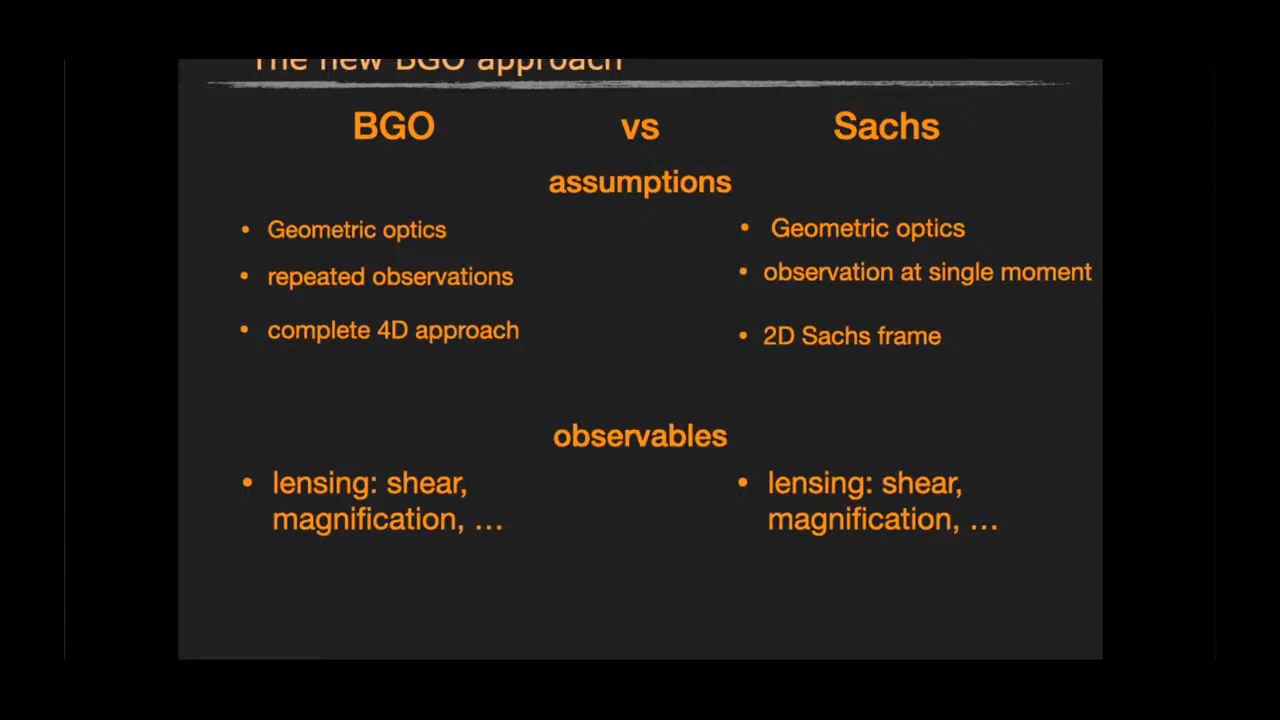 The new BGO approach
BGO vs Sachs
assumptions
• Geometric optics
• repeated observations
• complete 4D approach
• Geometric optics
• observation at single moment
• 2D Sachs frame
observables
• lensing: shear,
magnification, …
• lensing: shear,
magnification, …